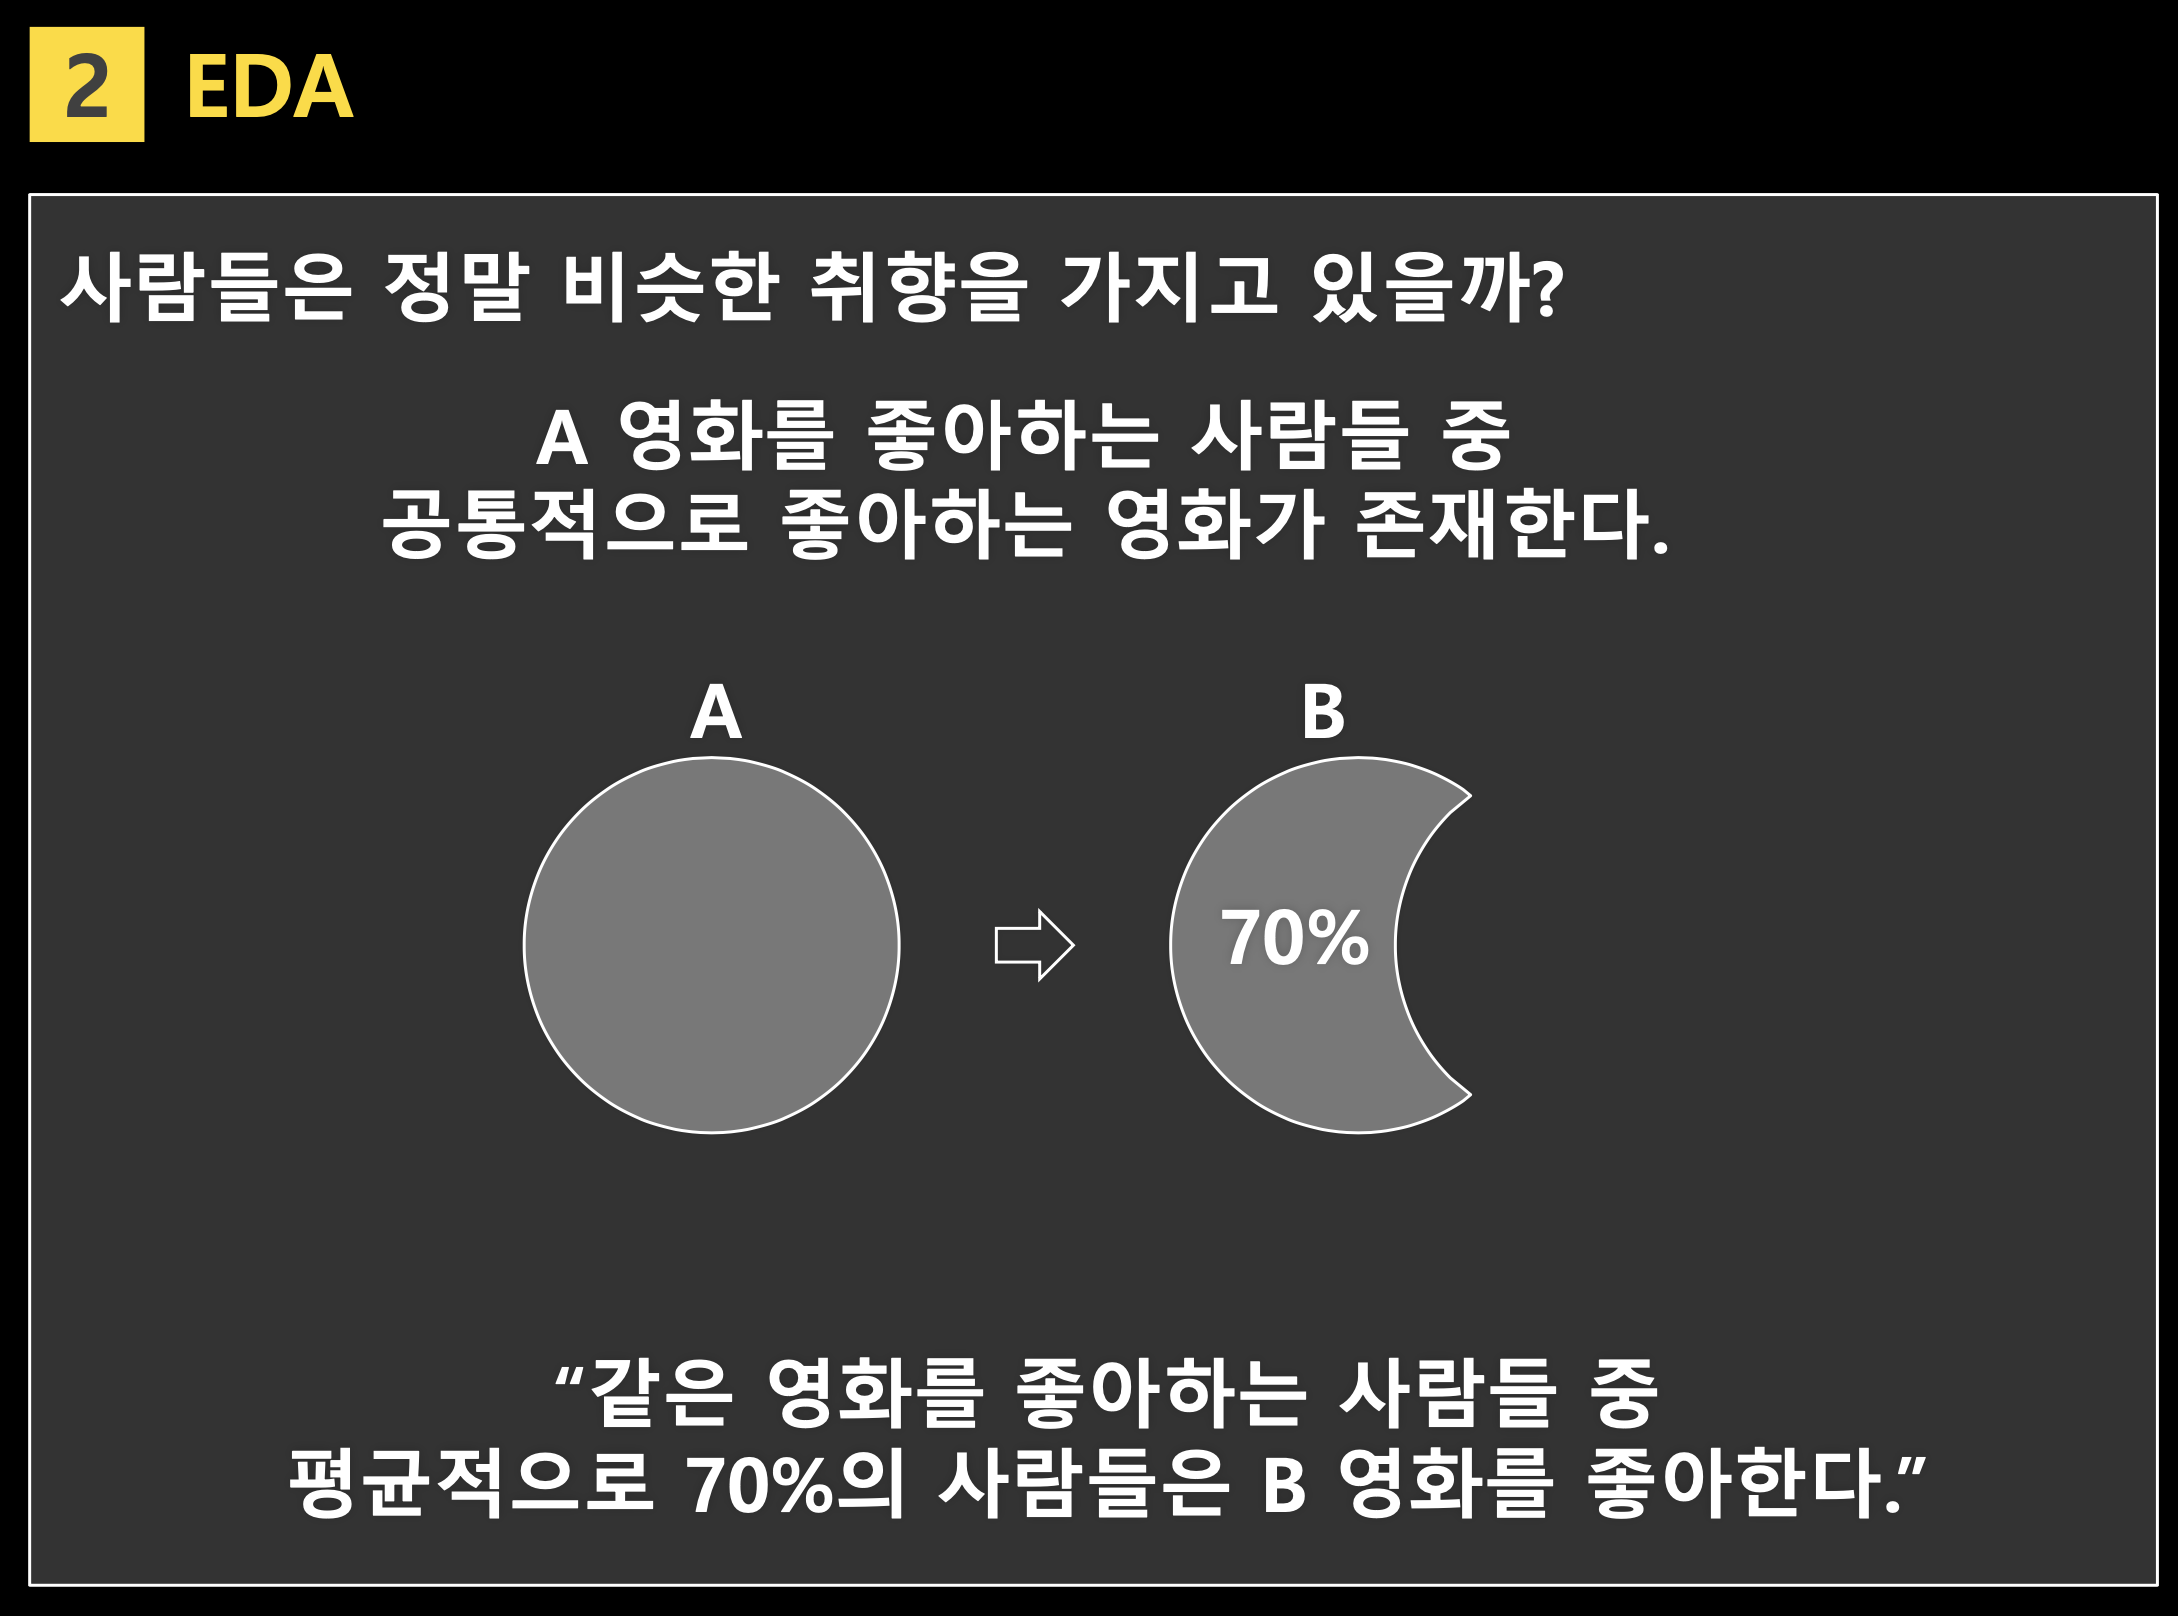 2 EDA
사람들은 정말 비슷한 취향을 가지고 있을까?
A 영화를 좋아하는 사람들 중
공통적으로 좋아하는 영화가 존재한다.
A B
70%
“같은 영화를 좋아하는 사람들 중
평균적으로 70%의 사람들은 B 영화를 좋아한다.”